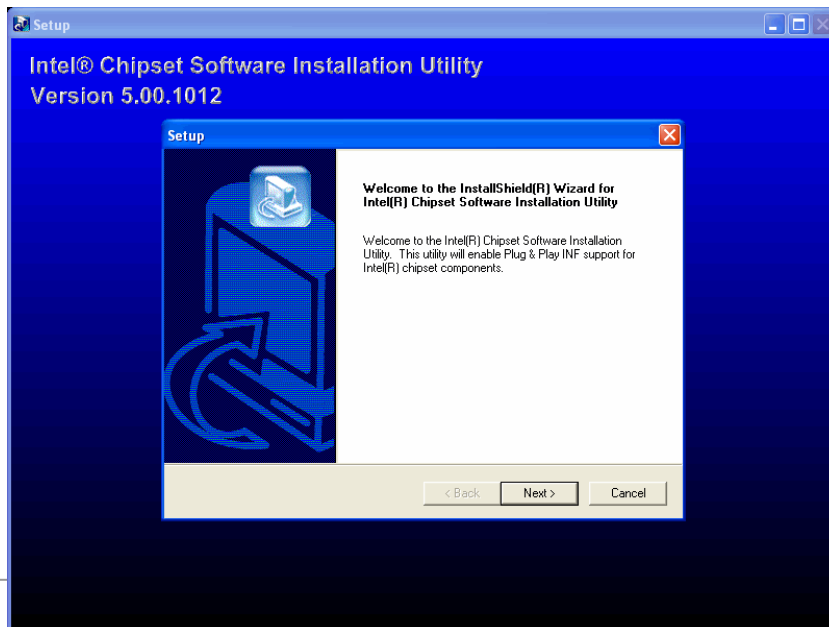 Setup
Intel® Chipset Software Installation Utility
Version 5.00.1012
Setup
Welcome to the InstallShield(R) Wizard for
Intel(R) Chipset Software Installation Utility
Welcome to the Intel(R) Chipset Software Installation
Utility. This utility will enable Plug & Play INF support for
Intel(R) chipset components.
< Back
Next >
Cancel